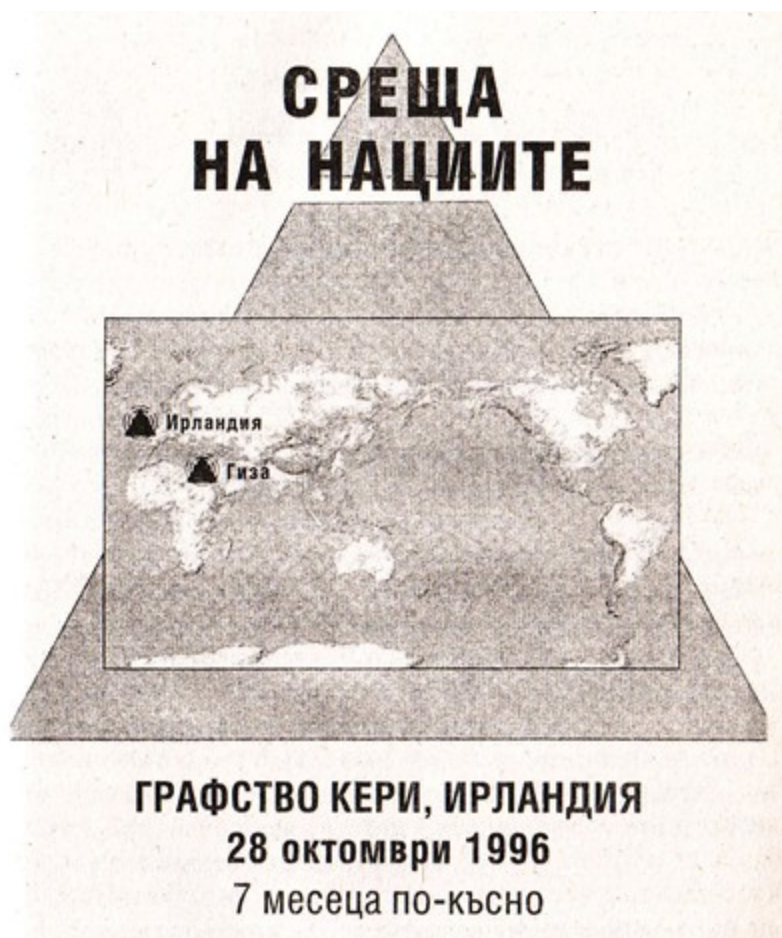 СРЕЩА
НА НАЦИИТЕ
Ирландия
Гиза
ГРАФСТВО КЕРИ, ИРЛАНДИЯ
28 октомври 1996
7 месеца по-късно